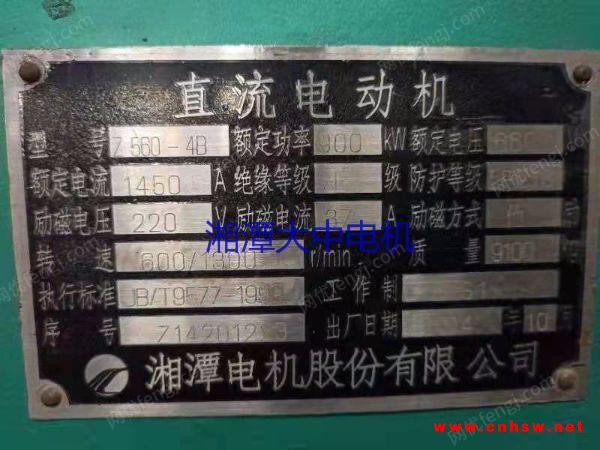 直流电动机
型号 Z560-4B 额定功率 900 kW 额定电压 660
额定电流 1450 A 绝缘等级 F 级 防护等级
励磁电压 220 V 励磁电流 37 A 励磁方式
湘潭大中电机
转速 600/1300 r/min 质量 9100
执行标准 JB/T9577-1999 工作制 S1
序号 出厂日期 年 10
湘潭电机股份有限公司
www.cnhsw.net